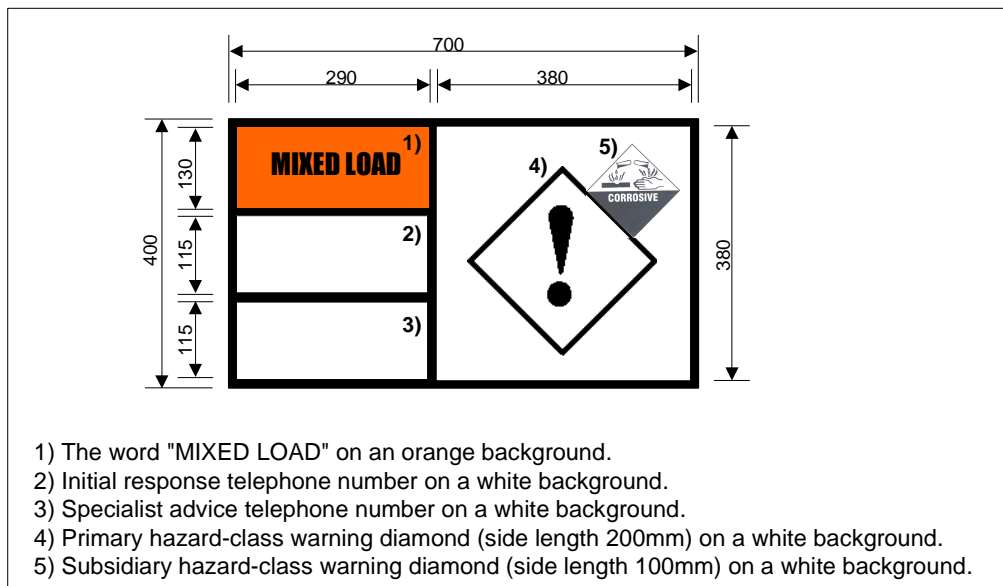 700
290 380
1)
MIXED LOAD
5)
4)
CORROSIVE
130
2)
400
115
380
3)
115
1) The word "MIXED LOAD" on an orange background.
2) Initial response telephone number on a white background.
3) Specialist advice telephone number on a white background.
4) Primary hazard-class warning diamond (side length 200mm) on a white background.
5) Subsidiary hazard-class warning diamond (side length 100mm) on a white background.